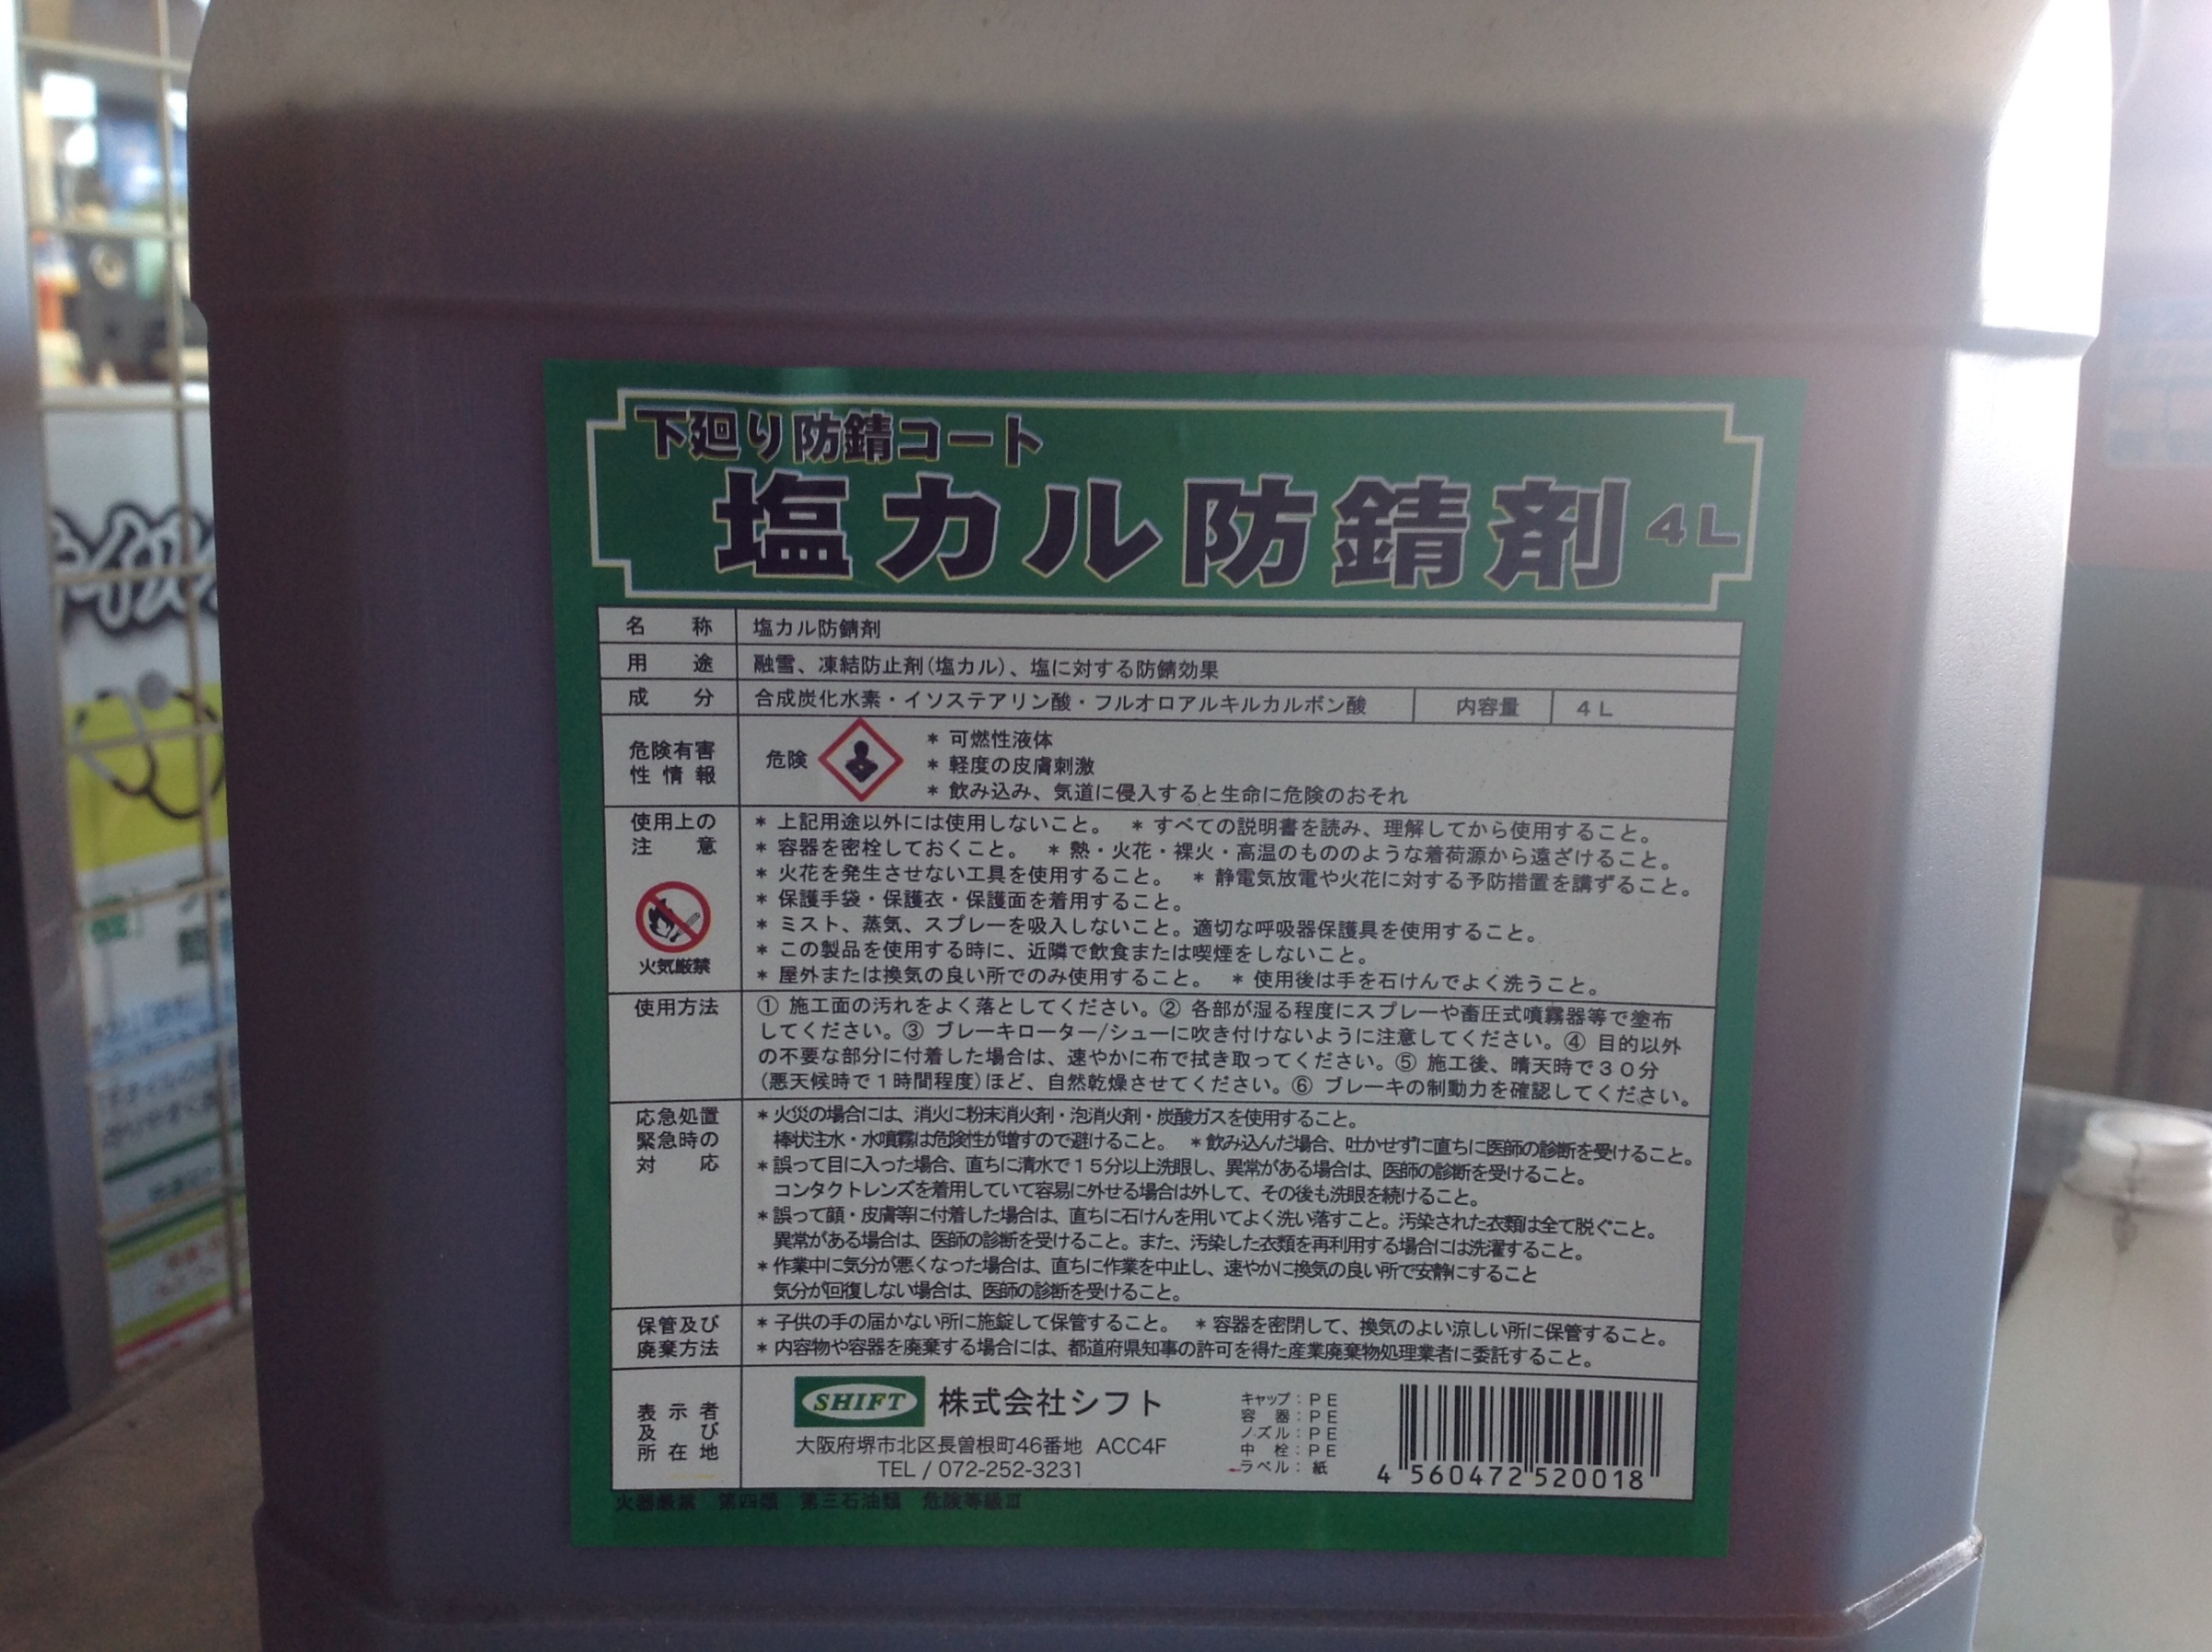 下廻り防錆コート
塩カル防錆剤 4L
名 称 塩カル防錆剤
用 途 融雪、凍結防止剤(塩カル)、塩に対する防錆効果
成 分 合成炭化水素・イソステアリン酸・フルオロアルキルカルボン酸 内容量 4L
危険有害
性情報
危険
* 可燃性液体
* 軽度の皮膚刺激
* 飲み込み、気道に侵入すると生命に危険のおそれ
使用上の
注 意
火気厳禁
* 上記用途以外には使用しないこと。 * すべての説明書を読み、理解してから使用すること。
* 容器を密栓しておくこと。 * 熱・火花・裸火・高温のもののような着荷源から遠ざけること。
* 火花を発生させない工具を使用すること。 * 静電気放電や火花に対する予防措置を講ずること。
* 保護手袋・保護衣・保護面を着用すること。
* ミスト、蒸気、スプレーを吸入しないこと。適切な呼吸器保護具を使用すること。
* この製品を使用する時に、近隣で飲食または喫煙をしないこと。
* 屋外または換気の良い所でのみ使用すること。 * 使用後は手を石けんでよく洗うこと。
使用方法
① 施工面の汚れをよく落としてください。② 各部が湿る程度にスプレーや畜圧式噴霧器等で塗布
してください。③ ブレーキローター/シューに吹き付けないように注意してください。④ 目的以外
の不要な部分に付着した場合は、速やかに布で拭き取ってください。⑤ 施工後、晴天時で30分
(悪天候時で1時間程度)ほど、自然乾燥させてください。⑥ ブレーキの制動力を確認してください。
応急処置
緊急時の
対 応
* 火災の場合には、消火に粉末消火剤・泡消火剤・炭酸ガスを使用すること。
棒状注水・水噴霧は危険性が増すので避けること。 * 飲み込んだ場合、吐かせずに直ちに医師の診断を受けること。
* 誤って目に入った場合、直ちに清水で15分以上洗眼し、異常がある場合は、医師の診断を受けること。
コンタクトレンズを着用していて容易に外せる場合は外して、その後も洗眼を続けること。
* 誤って顔・皮膚等に付着した場合は、直ちに石けんを用いてよく洗い落すこと。汚染された衣類は全て脱ぐこと。
異常がある場合は、医師の診断を受けること。また、汚染した衣類を再利用する場合には洗濯すること。
* 作業中に気分が悪くなった場合は、直ちに作業を中止し、速やかに換気の良い所で安静にすること
気分が回復しない場合は、医師の診断を受けること。
保管及び
廃棄方法
* 子供の手の届かない所に施錠して保管すること。 * 容器を密閉して、換気のよい涼しい所に保管すること。
* 内容物や容器を廃棄する場合には、都道府県知事の許可を得た産業廃棄物処理業者に委託すること。
表示者
及 び
所在地
SHIFT 株式会社シフト
大阪府堺市北区長曽根町46番地 ACC4F
TEL / 072-252-3231
キャップ:PE
容 器:PE
ノズル:PE
中 栓:PE
ラベル:紙
4 560472 520018
火器厳禁 第四類 第三石油類 危険等級Ⅲ